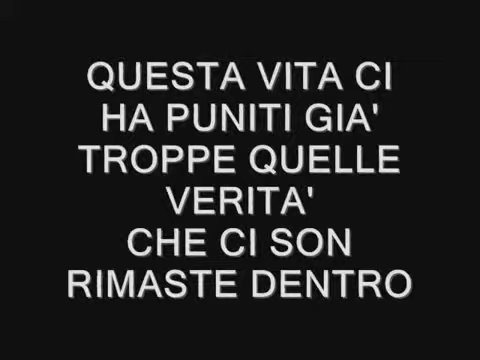 QUESTA VITA CI
HA PUNITI GIA'
TROPPE QUELLE
VERITA'
CHE CI SON
RIMASTE DENTRO